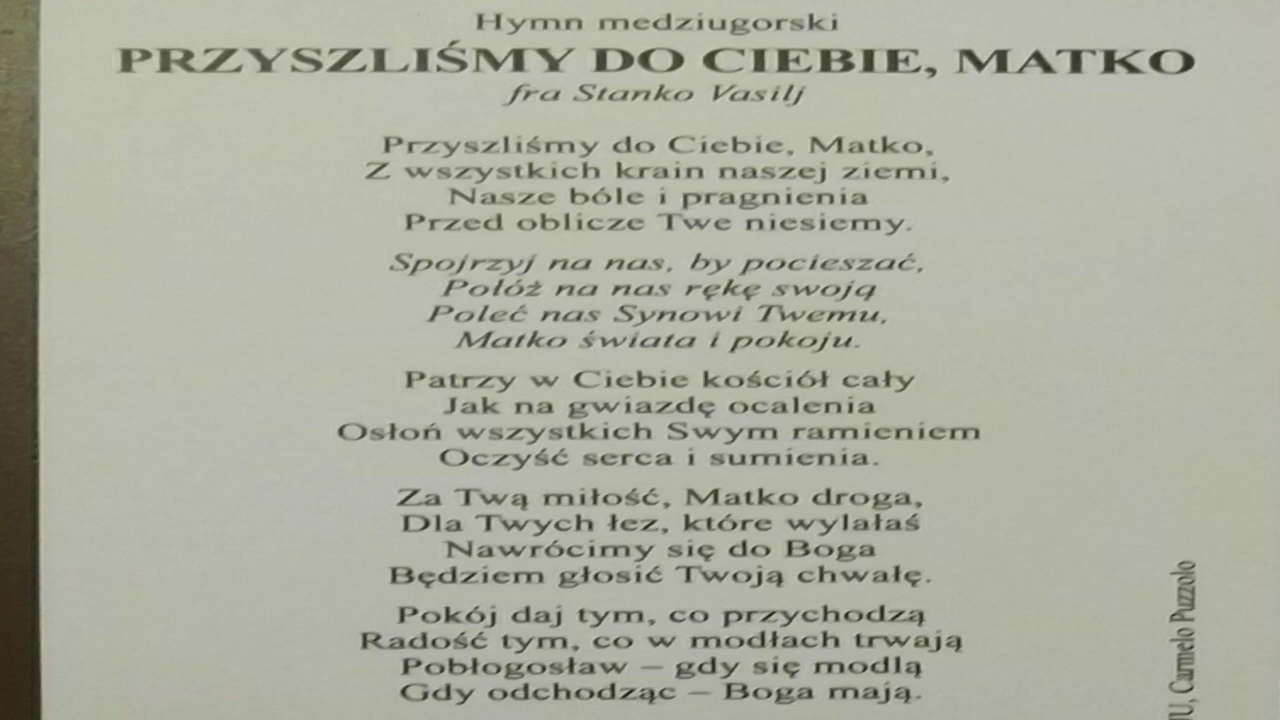 Hymn medziugorski
PRZYSZLIŚMY DO CIEBIE, MATKO
fra Stanko Vasilj
Przyszliśmy do Ciebie, Matko,
Z wszystkich krain naszej ziemi,
Nasze bóle i pragnienia
Przed oblicze Twe niesiemy.
Spojrzyj na nas, by pocieszać,
Połóż na nas rękę swoją
Poleć nas Synowi Twemu,
Matko świata i pokoju.
Patrzy w Ciebie kościół cały
Jak na gwiazdę ocalenia
Osłoń wszystkich Swym ramieniem
Oczyść serca i sumienia.
Za Twą miłość, Matko droga,
Dla Twych łez, które wylałaś
Nawrócimy się do Boga
Będziem głosić Twoją chwałę.
Pokój daj tym, co przychodzą
Radość tym, co w modłach trwają
Pobłogosław – gdy się modlą
Gdy odchodząc – Boga mają.
Carmelo Puzzolo